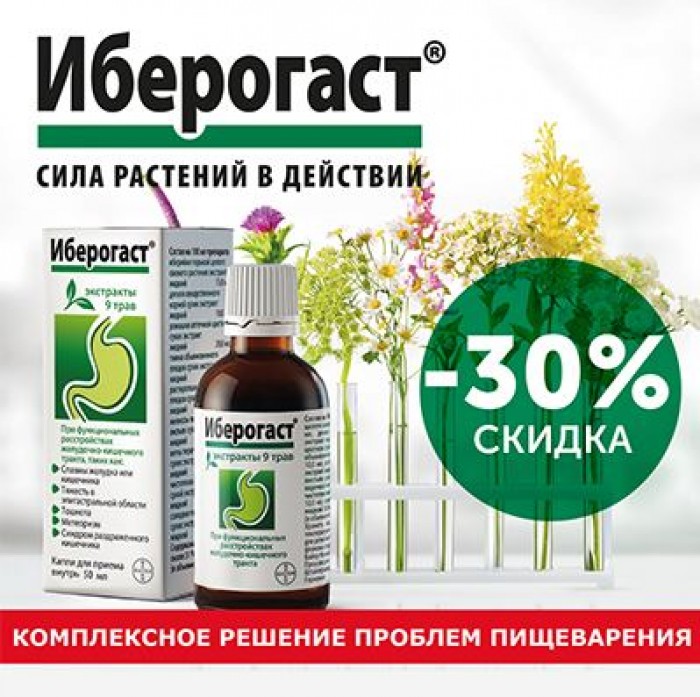 Иберогаст®
СИЛА РАСТЕНИЙ В ДЕЙСТВИИ
Иберогаст®
экстракты
9 трав
При функциональных
расстройствах
желудочно-кишечного
тракта, таких как:
Спазмы желудка или
кишечника
Тяжесть в
эпигастральной области
Тошнота
Метеоризм
Синдром раздраженного
кишечника
Капли для приема
внутрь 50 мл
Иберогаст®
экстракты 9 трав
При функциональных
расстройствах
желудочно-кишечного
тракта
-30%
СКИДКА
КОМПЛЕКСНОЕ РЕШЕНИЕ ПРОБЛЕМ ПИЩЕВАРЕНИЯ